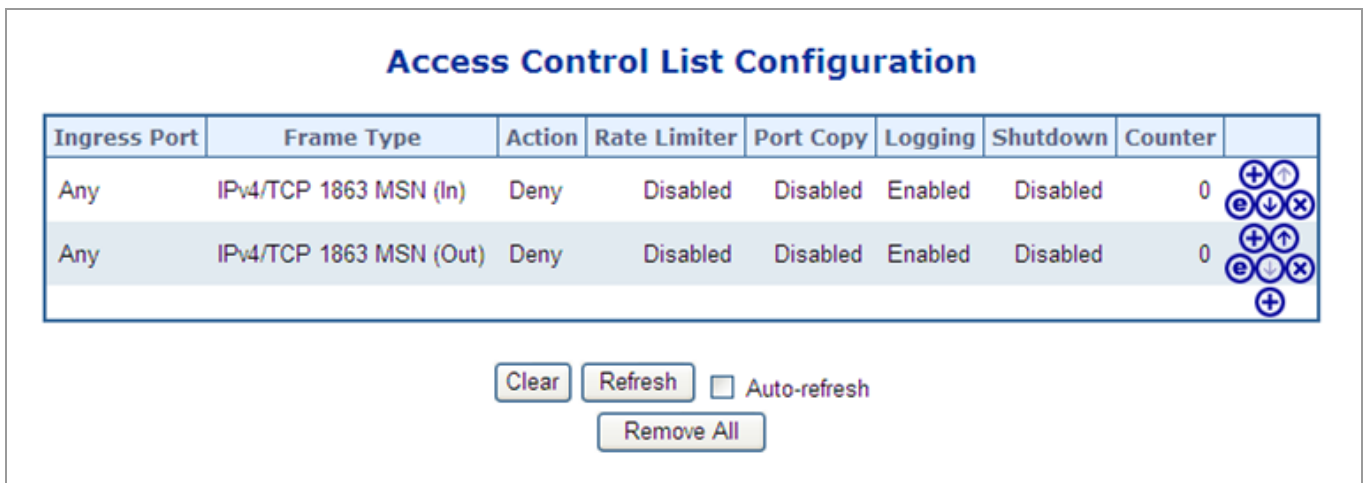 Access Control List Configuration
Ingress Port Frame Type Action Rate Limiter Port Copy Logging Shutdown Counter
Any IPv4/TCP 1863 MSN (In) Deny Disabled Disabled Enabled Disabled 0
Any IPv4/TCP 1863 MSN (Out) Deny Disabled Disabled Enabled Disabled 0
Clear Refresh Auto-refresh
Remove All